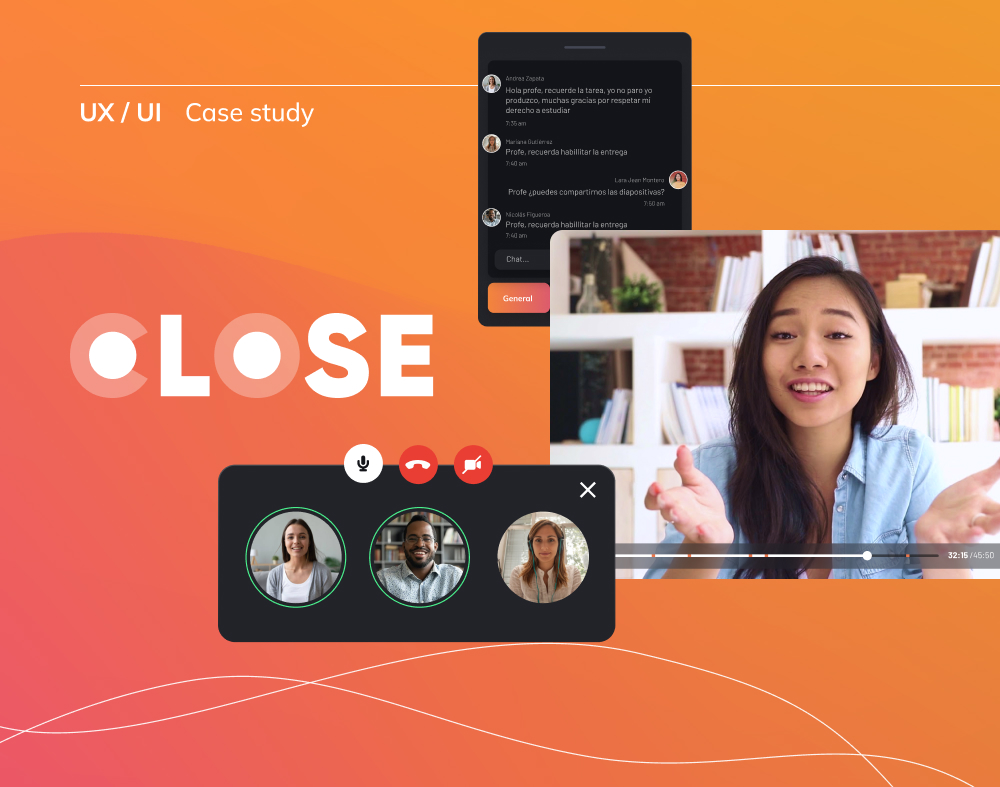 UX / UI Case study
Andrea Zapata
Hola profe, recuerde la tarea, yo no paro yo
produzco, muchas gracias por respetar mi
derecho a estudiar
7:35 am
Mariana Gutiérrez
Profe, recuerda habillitar la entrega
7:40 am
Lara Jean Montero
Profe ¿puedes compartirnos las diapositivas?
7:50 am
Nicolás Figueroa
Profe, recuerda habillitar la entrega
7:40 am
Chat...
General
CLOSE
32:15 /45:50